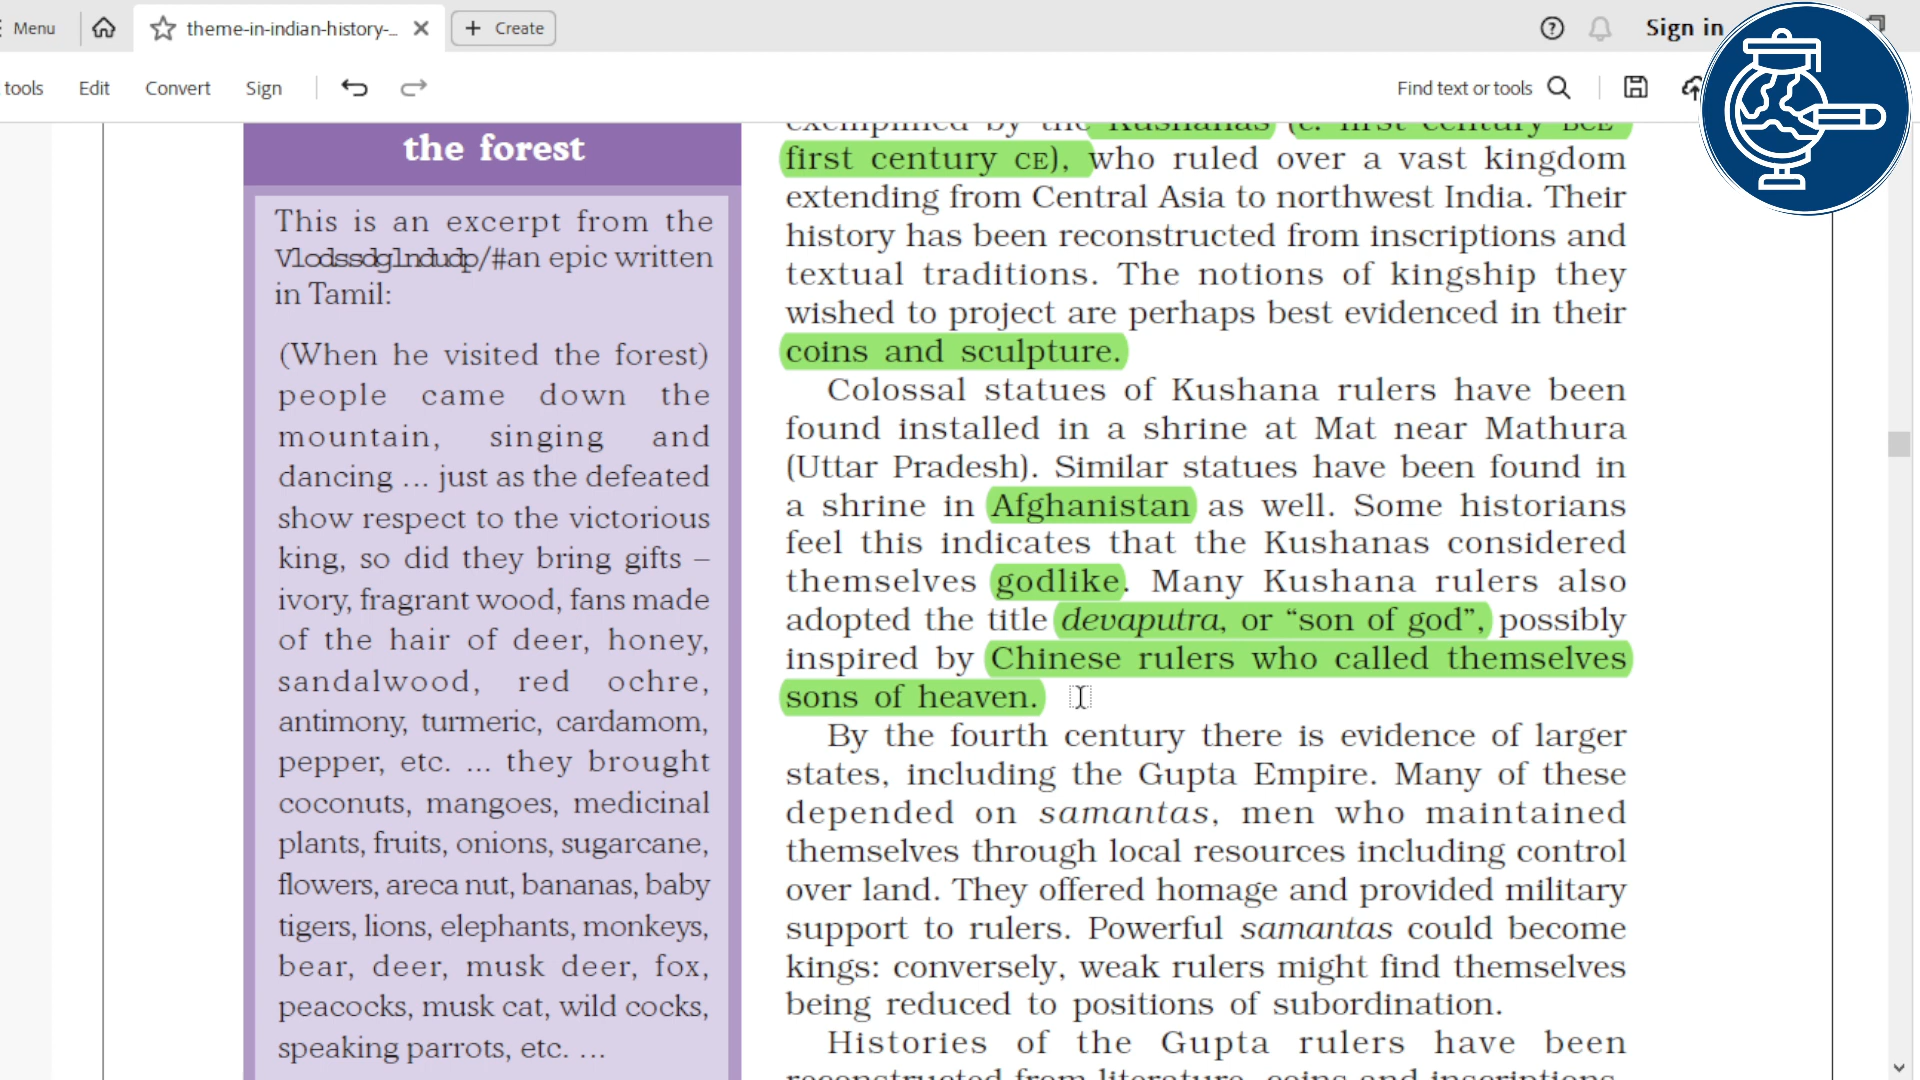 Menu
theme-in-indian-history-_
Create
Sign in
tools
Edit
Convert
Sign
Find text or tools
the forest
This is an excerpt from the
Vlodssdglndudp/#an epic written
in Tamil:
(When he visited the forest)
people came down the
mountain, singing and
dancing ... just as the defeated
show respect to the victorious
king, so did they bring gifts –
ivory, fragrant wood, fans made
of the hair of deer, honey,
sandalwood, red ochre,
antimony, turmeric, cardamom,
pepper, etc. ... they brought
coconuts, mangoes, medicinal
plants, fruits, onions, sugarcane,
flowers, areca nut, bananas, baby
tigers, lions, elephants, monkeys,
bear, deer, musk deer, fox,
peacocks, musk cat, wild cocks,
speaking parrots, etc. ...
exemplified by the Kushanas (c. first century BCE-
first century CE), who ruled over a vast kingdom
extending from Central Asia to northwest India. Their
history has been reconstructed from inscriptions and
textual traditions. The notions of kingship they
wished to project are perhaps best evidenced in their
coins and sculpture.
Colossal statues of Kushana rulers have been
found installed in a shrine at Mat near Mathura
(Uttar Pradesh). Similar statues have been found in
a shrine in Afghanistan as well. Some historians
feel this indicates that the Kushanas considered
themselves godlike. Many Kushana rulers also
adopted the title devaputra, or “son of god”, possibly
inspired by Chinese rulers who called themselves
sons of heaven.
By the fourth century there is evidence of larger
states, including the Gupta Empire. Many of these
depended on samantas, men who maintained
themselves through local resources including control
over land. They offered homage and provided military
support to rulers. Powerful samantas could become
kings: conversely, weak rulers might find themselves
being reduced to positions of subordination.
Histories of the Gupta rulers have been
reconstructed from literature, coins and inscriptions,